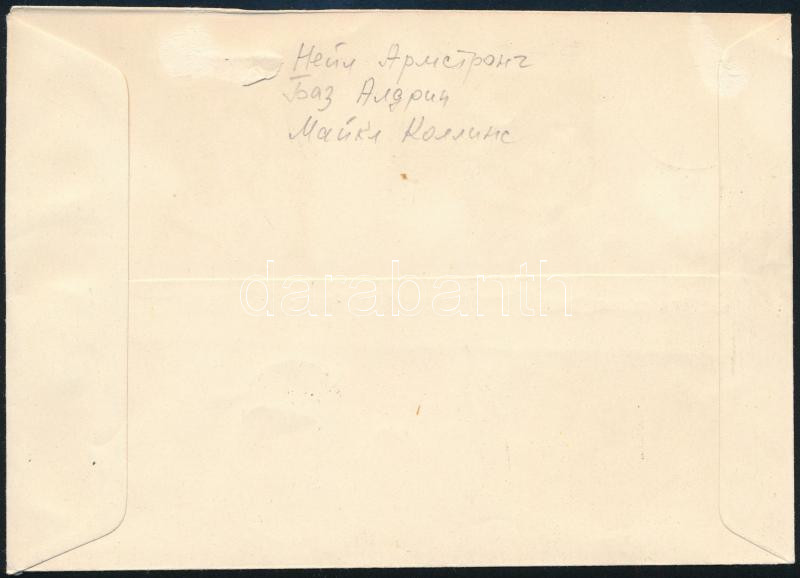 Нейл Армстронг
Баз Алдрин
Майкл Коллинс
darabanth